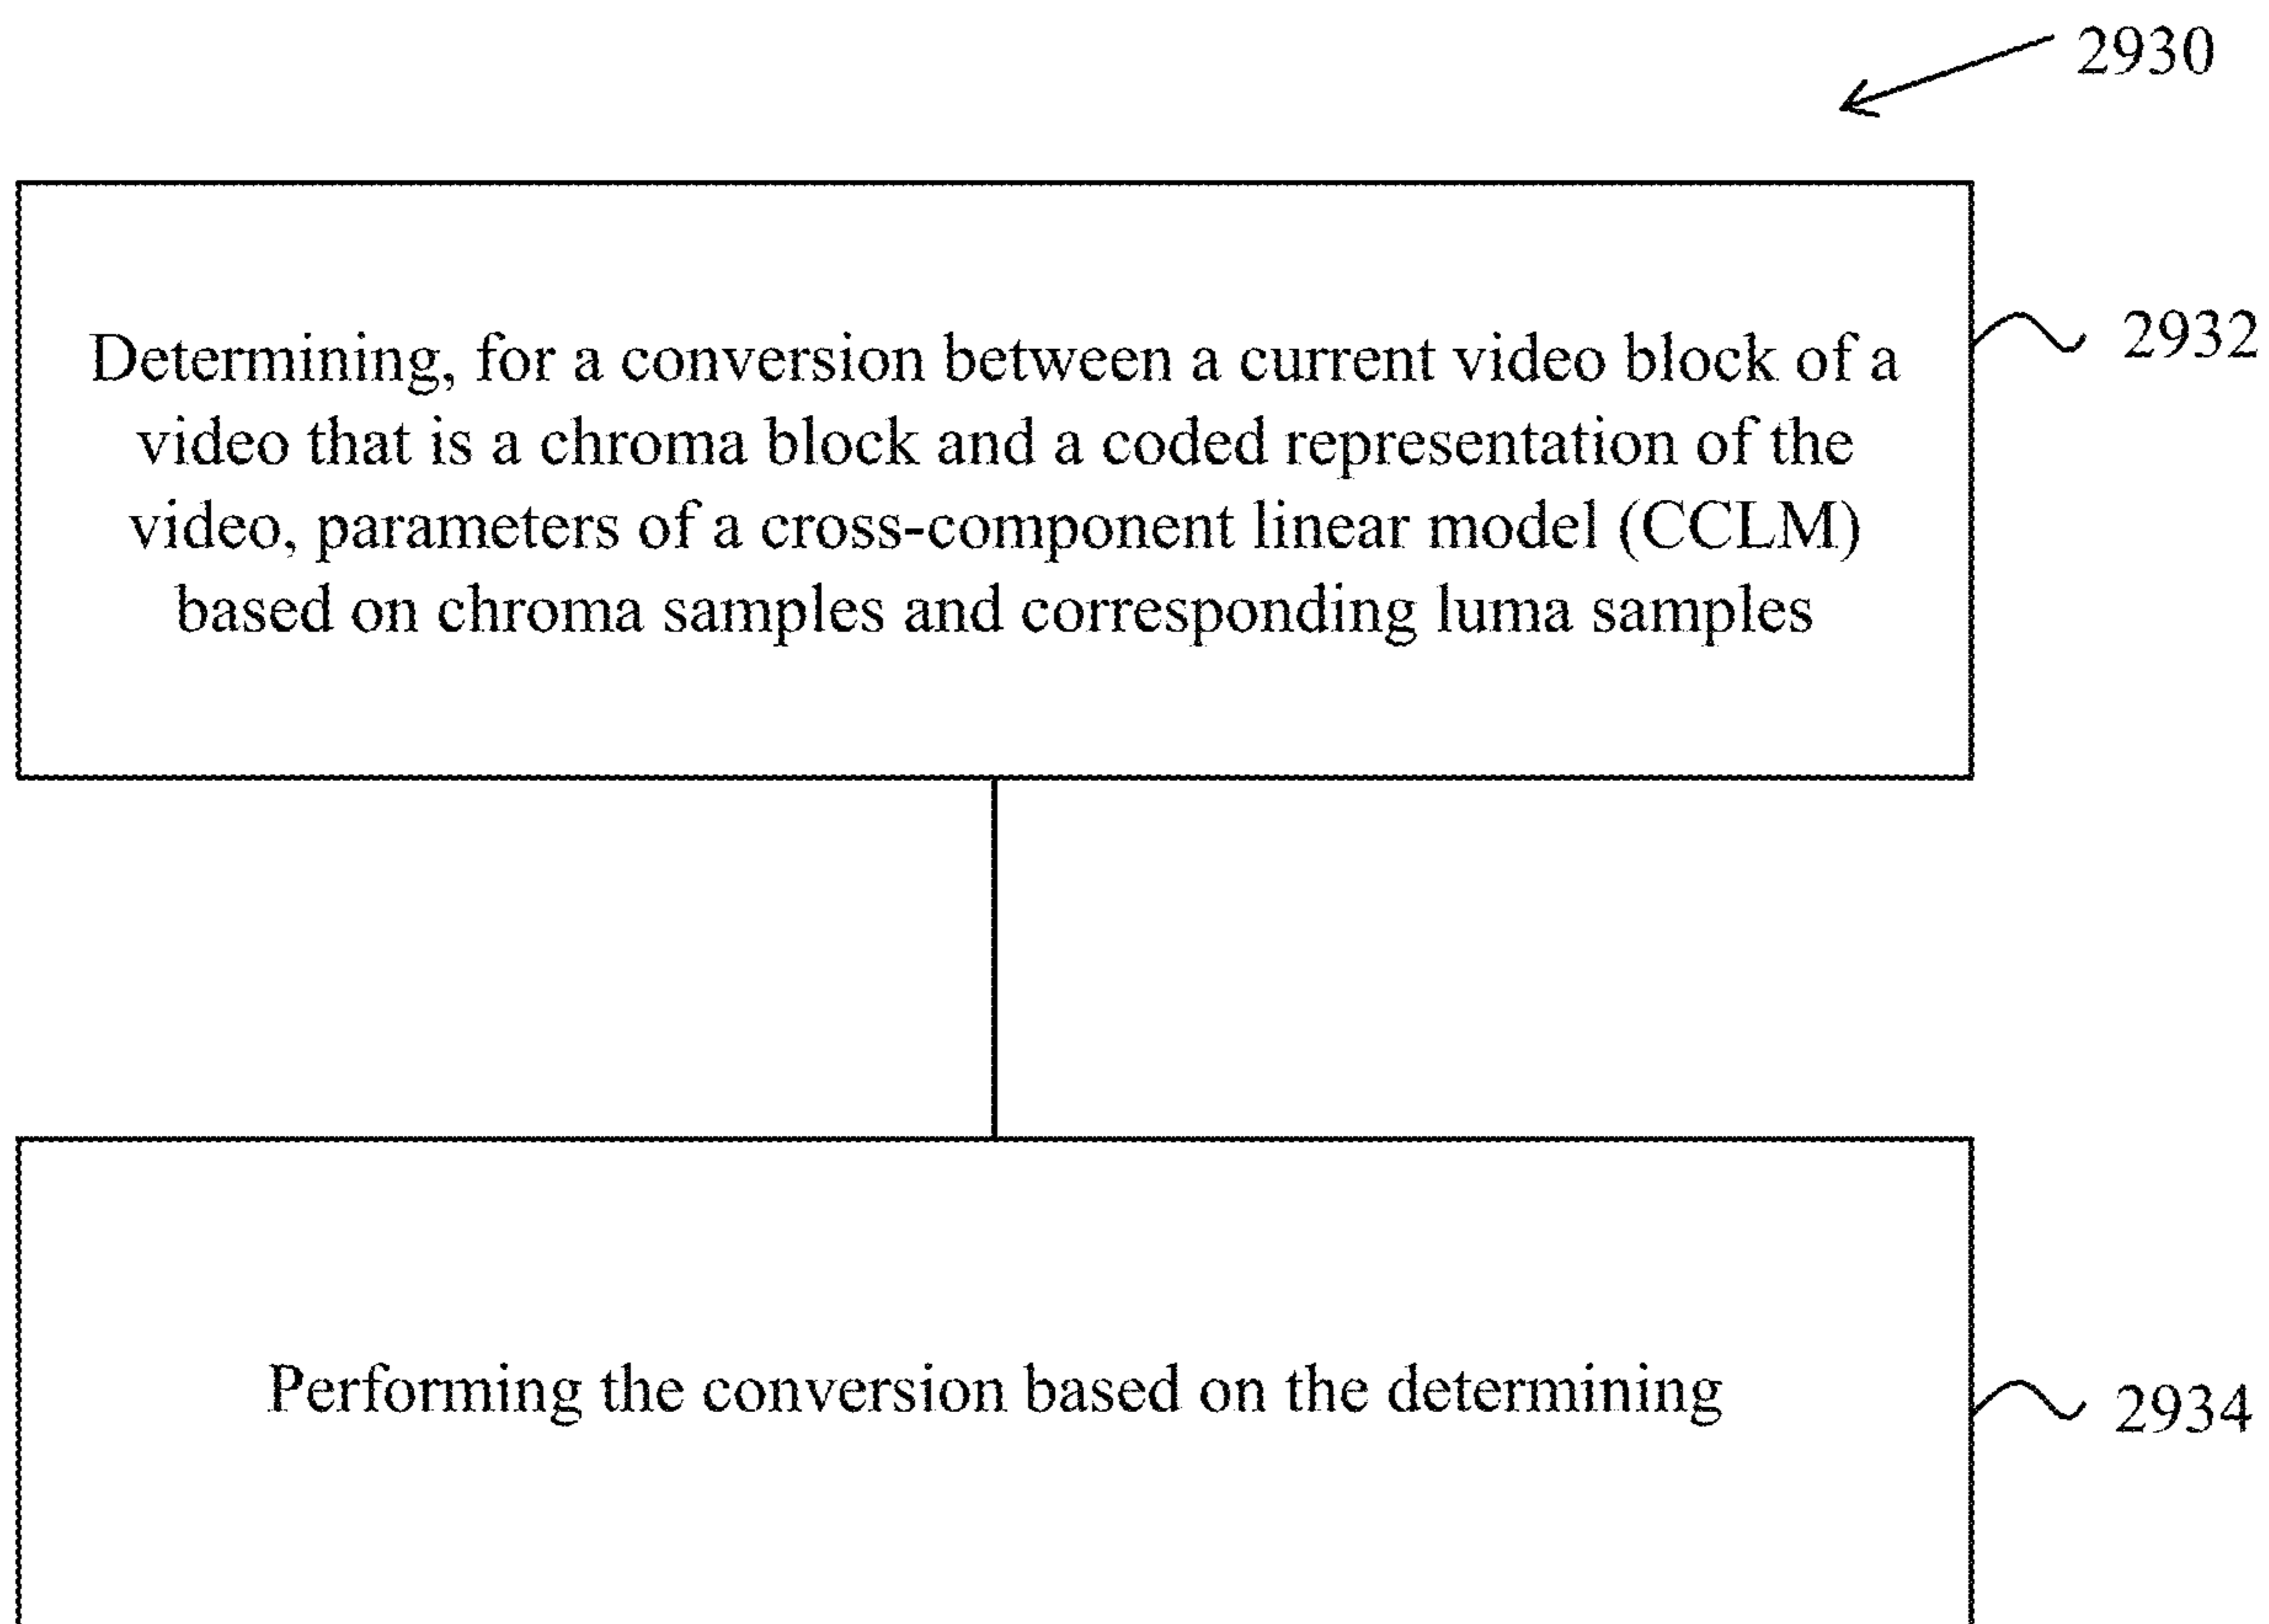 2930
Determining, for a conversion between a current video block of a
video that is a chroma block and a coded representation of the
video, parameters of a cross-component linear model (CCLM)
based on chroma samples and corresponding luma samples
2932
Performing the conversion based on the determining
2934